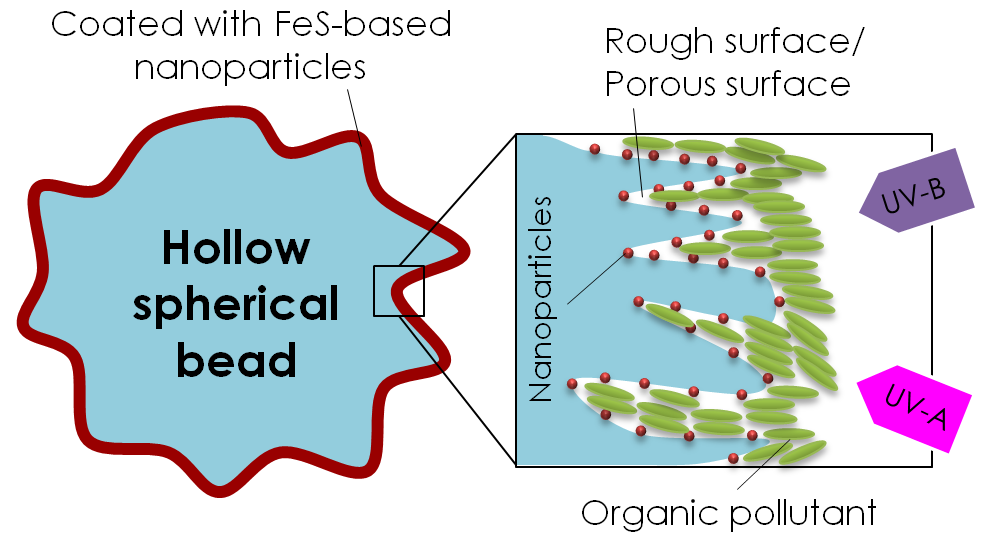 Coated with FeS-based
nanoparticles
Rough surface/
Porous surface
Hollow
spherical
bead
Nanoparticles
UV-B
UV-A
Organic pollutant